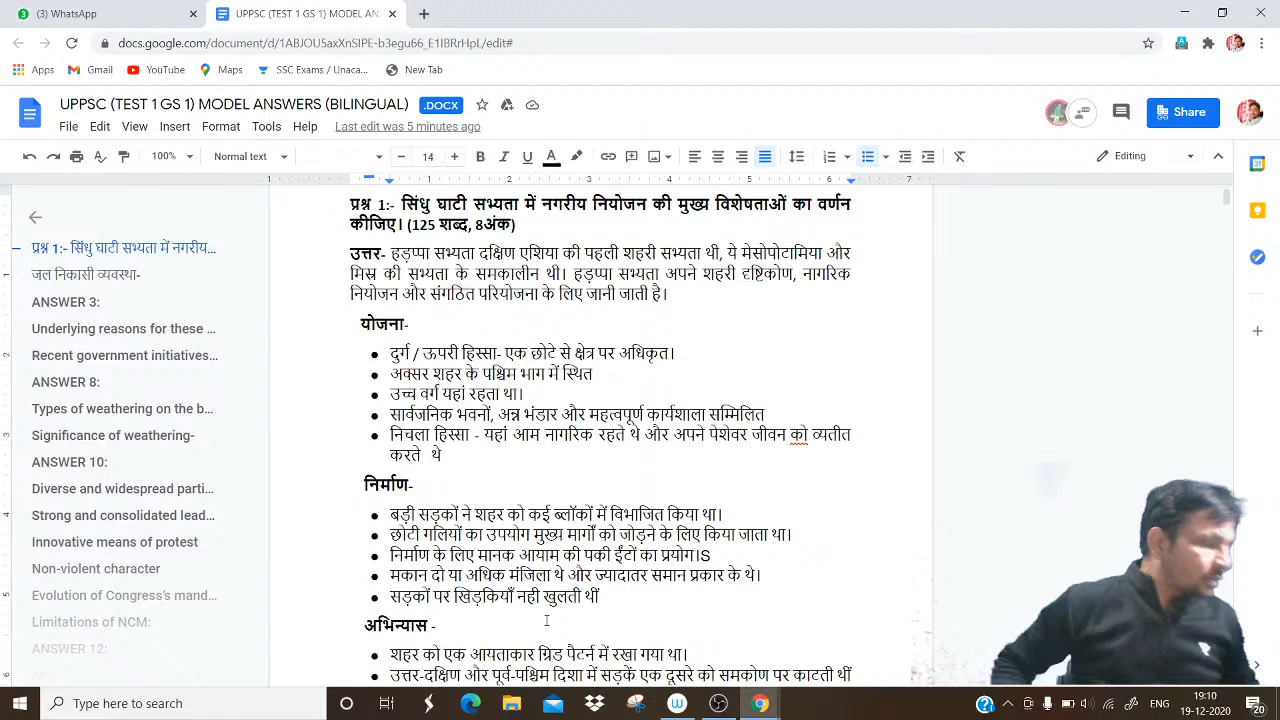 (3) WhatsApp
UPPSC (TEST 1 GS 1) MODEL AN
docs.google.com/document/d/1ABJOU5axXnSIPE-b3egu66_E1IBRrHpL/edit#
Apps Gmail YouTube Maps SSC Exams / Unaca... New Tab
UPPSC (TEST 1 GS 1) MODEL ANSWERS (BILINGUAL) .DOCX
Share
File Edit View Insert Format Tools Help Last edit was 5 minutes ago
100% Normal text 14 B I U A Editing
1 1 2 3 4 5 6 7
प्रश्न 1:- सिंधु घाटी सभ्यता में नगरीय नियोजन की मुख्य विशेषताओं का वर्णन
कीजिए। (125 शब्द, 8अंक)
उत्तर- हड़प्पा सभ्यता दक्षिण एशिया की पहली शहरी सभ्यता थी, ये मेसोपोटामिया और
मिस्र की सभ्यता के समकालीन थी। हड़प्पा सभ्यता अपने शहरी दृष्टिकोण, नागरिक
नियोजन और संगठित परियोजना के लिए जानी जाती है।
योजना-
दुर्ग / ऊपरी हिस्सा- एक छोटे से क्षेत्र पर अधिकृत।
अक्सर शहर के पश्चिम भाग में स्थित
उच्च वर्ग यहां रहता था।
सार्वजनिक भवनों, अन्न भंडार और महत्वपूर्ण कार्यशाला सम्मिलित
निचला हिस्सा - यहां आम नागरिक रहते थे और अपने पेशेवर जीवन को व्यतीत
करते थे
निर्माण-
बड़ी सड़कों ने शहर को कई ब्लॉकों में विभाजित किया था।
छोटी गलियों का उपयोग मुख्य मार्गों को जोड़ने के लिए किया जाता था।
निर्माण के लिए मानक आयाम की पकी ईंटों का प्रयोग।S
मकान दो या अधिक मंजिला थे और ज्यादातर समान प्रकार के थे।
सड़कों पर खिड़कियाँ नही खुलती थीं
अभिन्यास -
शहर को एक आयताकार ग्रिड पैटर्न में रखा गया था।
उत्तर-दक्षिण और पूर्व-पश्चिम दिशा में सड़कें एक दूसरे को समकोण पर काटती थीं
प्रश्न 1:- सिंधु घाटी सभ्यता में नगरीय...
जल निकासी व्यवस्था-
ANSWER 3:
Underlying reasons for these ...
Recent government initiatives...
ANSWER 8:
Types of weathering on the b...
Significance of weathering-
ANSWER 10:
Diverse and widespread parti...
Strong and consolidated lead...
Innovative means of protest
Non-violent character
Evolution of Congress's mand...
Limitations of NCM:
ANSWER 12:
Type here to search
ENG 19:10
19-12-2020 20